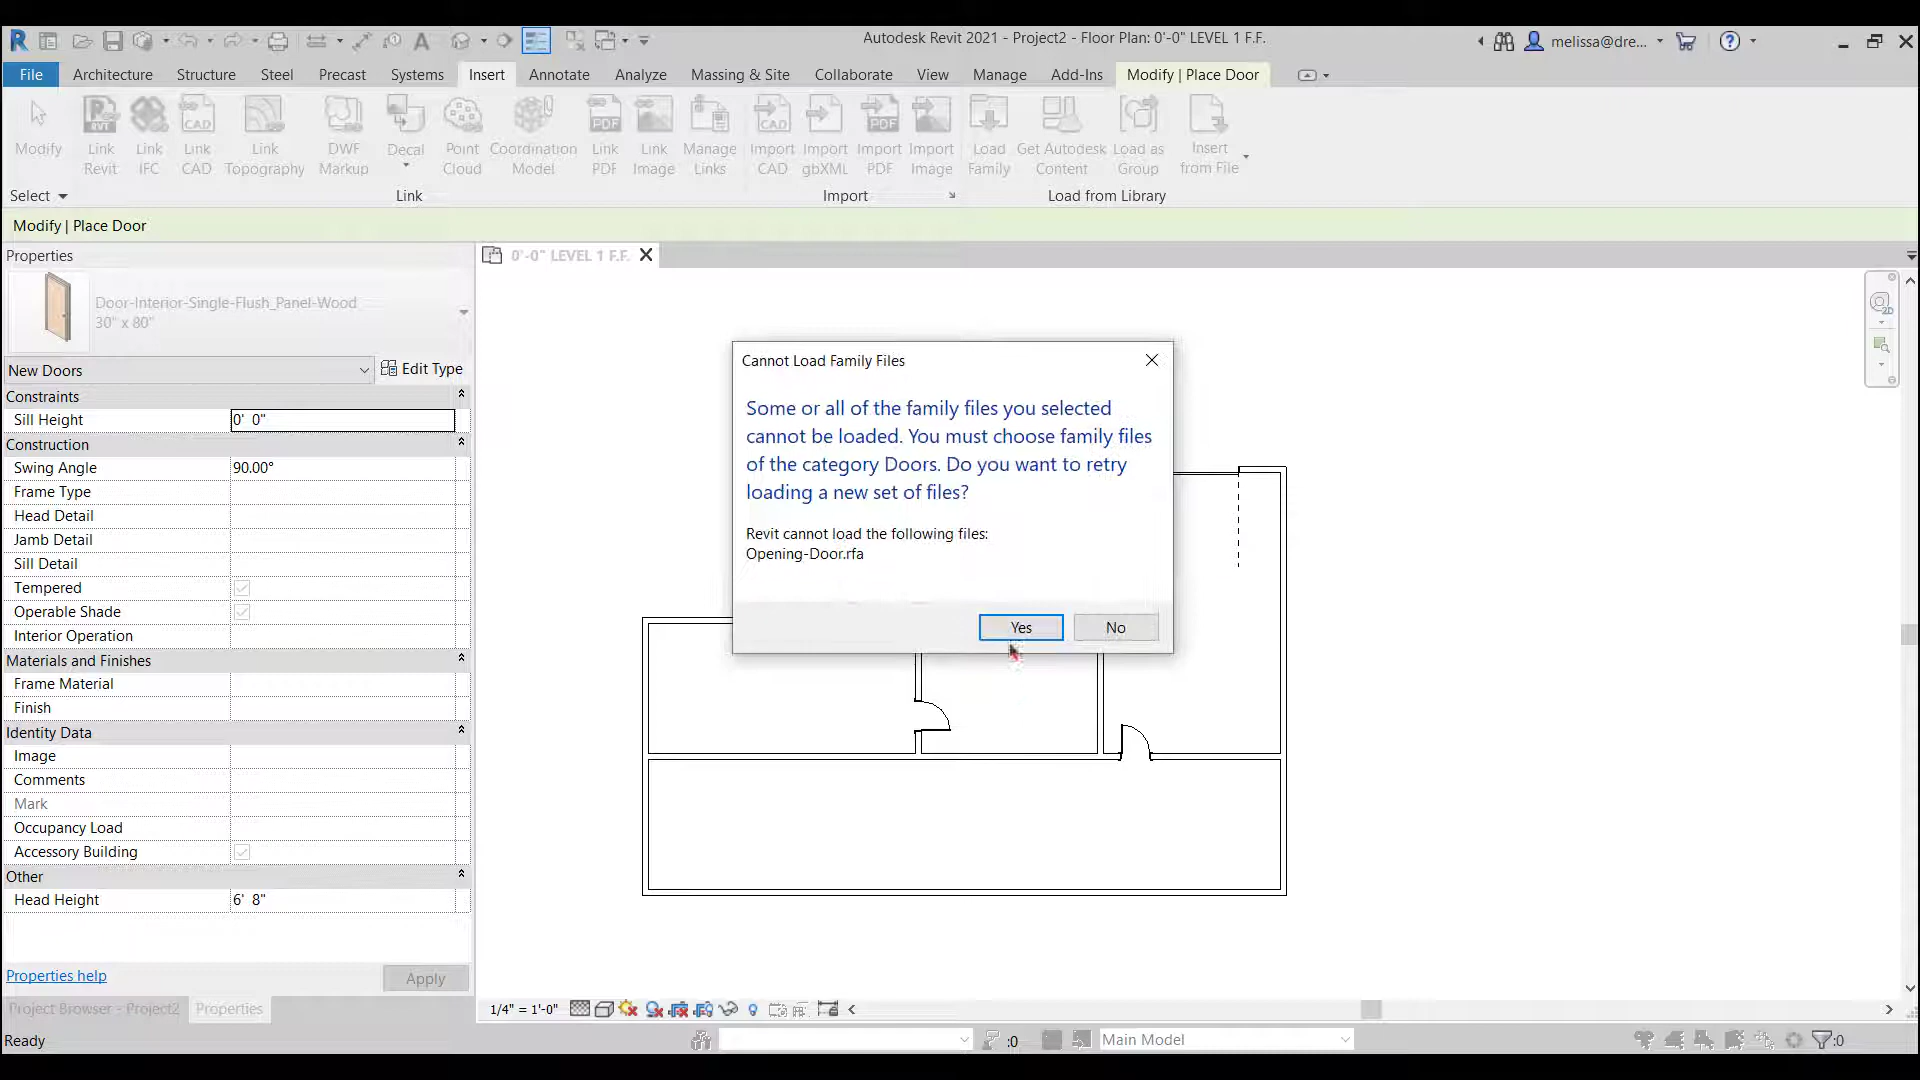 Autodesk Revit 2021 - Project2 - Floor Plan: 0'-0" LEVEL 1 F.F.
melissa@dre...
File Architecture Structure Steel Precast Systems Insert Annotate Analyze Massing & Site Collaborate View Manage Add-Ins Modify | Place Door
Modify
Link Revit
Link IFC
Link CAD
Link Topography
DWF Markup
Decal
Point Cloud
Coordination Model
Link PDF
Link Image
Manage Links
Import CAD
Import gbXML
Import PDF
Import Image
Load Family
Get Autodesk Content
Load as Group
Insert from File
Select Link Import Load from Library
Modify | Place Door
Properties
0'-0" LEVEL 1 F.F.
Door-Interior-Single-Flush_Panel-Wood
30" x 80"
New Doors Edit Type
Constraints
Sill Height 0' 0"
Construction
Swing Angle 90.00°
Frame Type
Head Detail
Jamb Detail
Sill Detail
Tempered
Operable Shade
Interior Operation
Materials and Finishes
Frame Material
Finish
Identity Data
Image
Comments
Mark
Occupancy Load
Accessory Building
Other
Head Height 6' 8"
Properties help Apply
Project Browser - Project2 Properties
Ready
Cannot Load Family Files
Some or all of the family files you selected
cannot be loaded. You must choose family files
of the category Doors. Do you want to retry
loading a new set of files?
Revit cannot load the following files:
Opening-Door.rfa
Yes No
2D
1/4" = 1'-0"
:0 Main Model :0